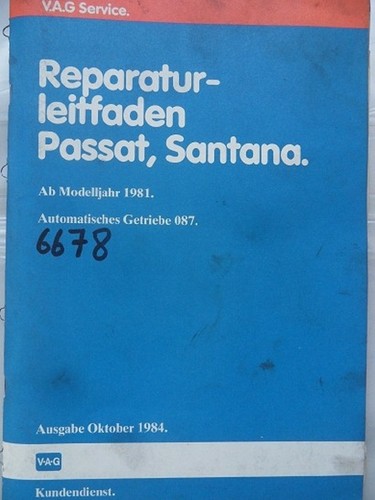 V.A.G Service.
Reparatur-
leitfaden
Passat, Santana.
Ab Modelljahr 1981.
Automatisches Getriebe 087.
6678
Ausgabe Oktober 1984.
V·A·G
Kundendienst.